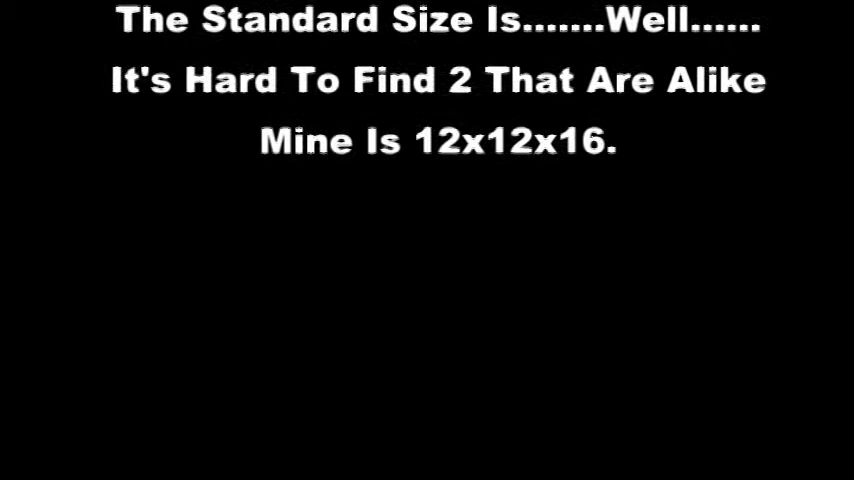 The Standard Size Is.......Well......
It's Hard To Find 2 That Are Alike
Mine Is 12x12x16.